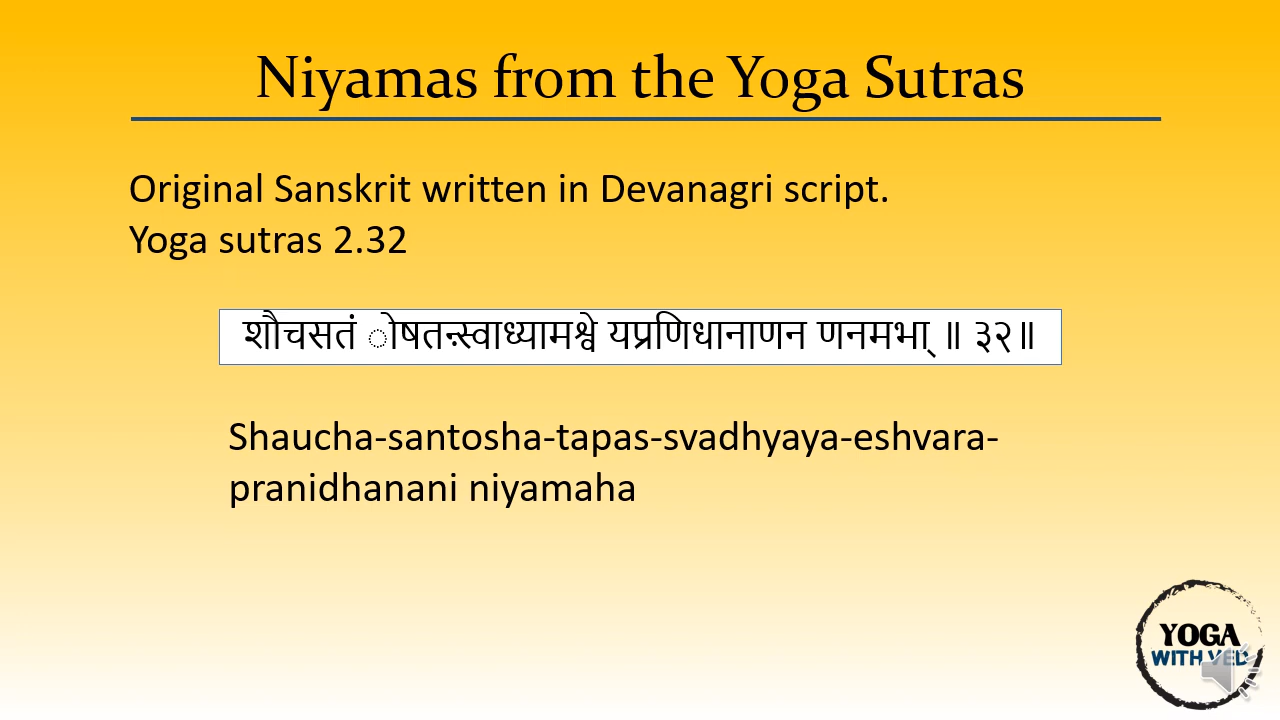 Niyamas from the Yoga Sutras
Original Sanskrit written in Devanagri script.
Yoga sutras 2.32
शौचसतं ोषतन्स्वाध्यामश्वे यप्रणिधानाणन णनमभा् ॥ ३२॥
Shaucha-santosha-tapas-svadhyaya-eshvara-
pranidhanani niyamaha
YOGA
WITH VED